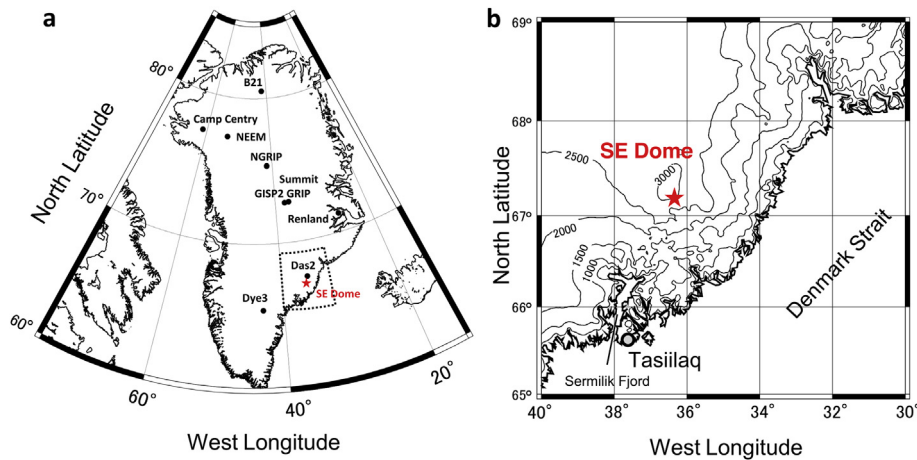 a
80°
B21
Camp Centry
NEEM
North Latitude
NGRIP
Summit
GISP2 GRIP
70°
Renland
Das2
SE Dome
Dye3
60°
20°
60°
40°
West Longitude
b
69°
68°
2500
SE Dome
3000
North Latitude
67°
2000
1500
1000
66°
Denmark Strait
Tasiilaq
Sermilik Fjord
65°
40° 38° 36° 34° 32° 30°
West Longitude